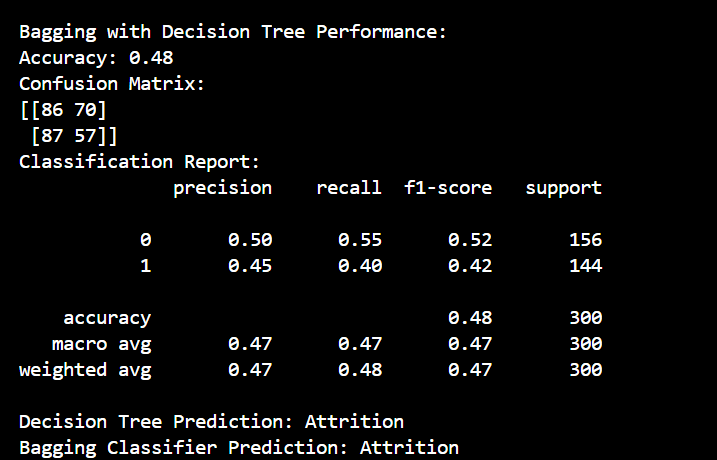 Bagging with Decision Tree Performance:
Accuracy: 0.48
Confusion Matrix:
[[86 70]
 [87 57]]
Classification Report:
              precision    recall  f1-score   support

           0       0.50      0.55      0.52       156
           1       0.45      0.40      0.42       144

    accuracy                           0.48       300
   macro avg       0.47      0.47      0.47       300
weighted avg       0.47      0.48      0.47       300

Decision Tree Prediction: Attrition
Bagging Classifier Prediction: Attrition